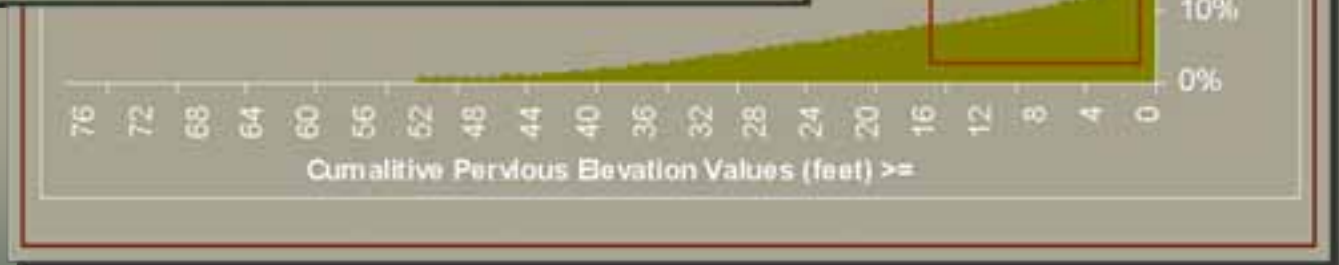 10%
0%
76 72 68 64 60 56 52 48 44 40 36 32 28 24 20 16 12 8 4 0
Cumalitive Pervious Elevation Values (feet) >=